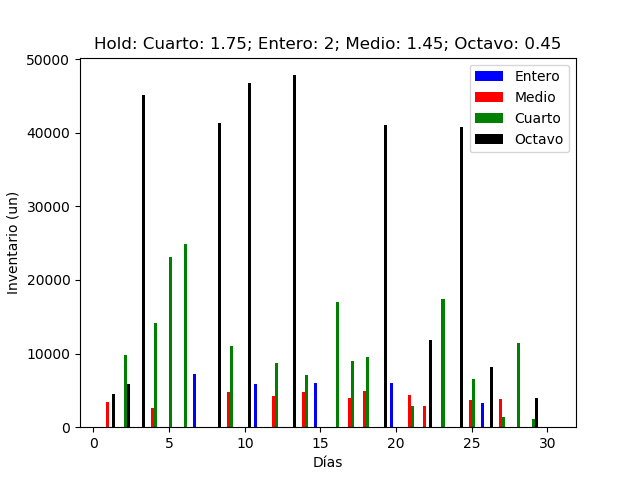 Hold: Cuarto: 1.75; Entero: 2; Medio: 1.45; Octavo: 0.45
50000
40000
30000
20000
10000
0
Inventario (un)
Entero
Medio
Cuarto
Octavo
0 5 10 15 20 25 30
Días